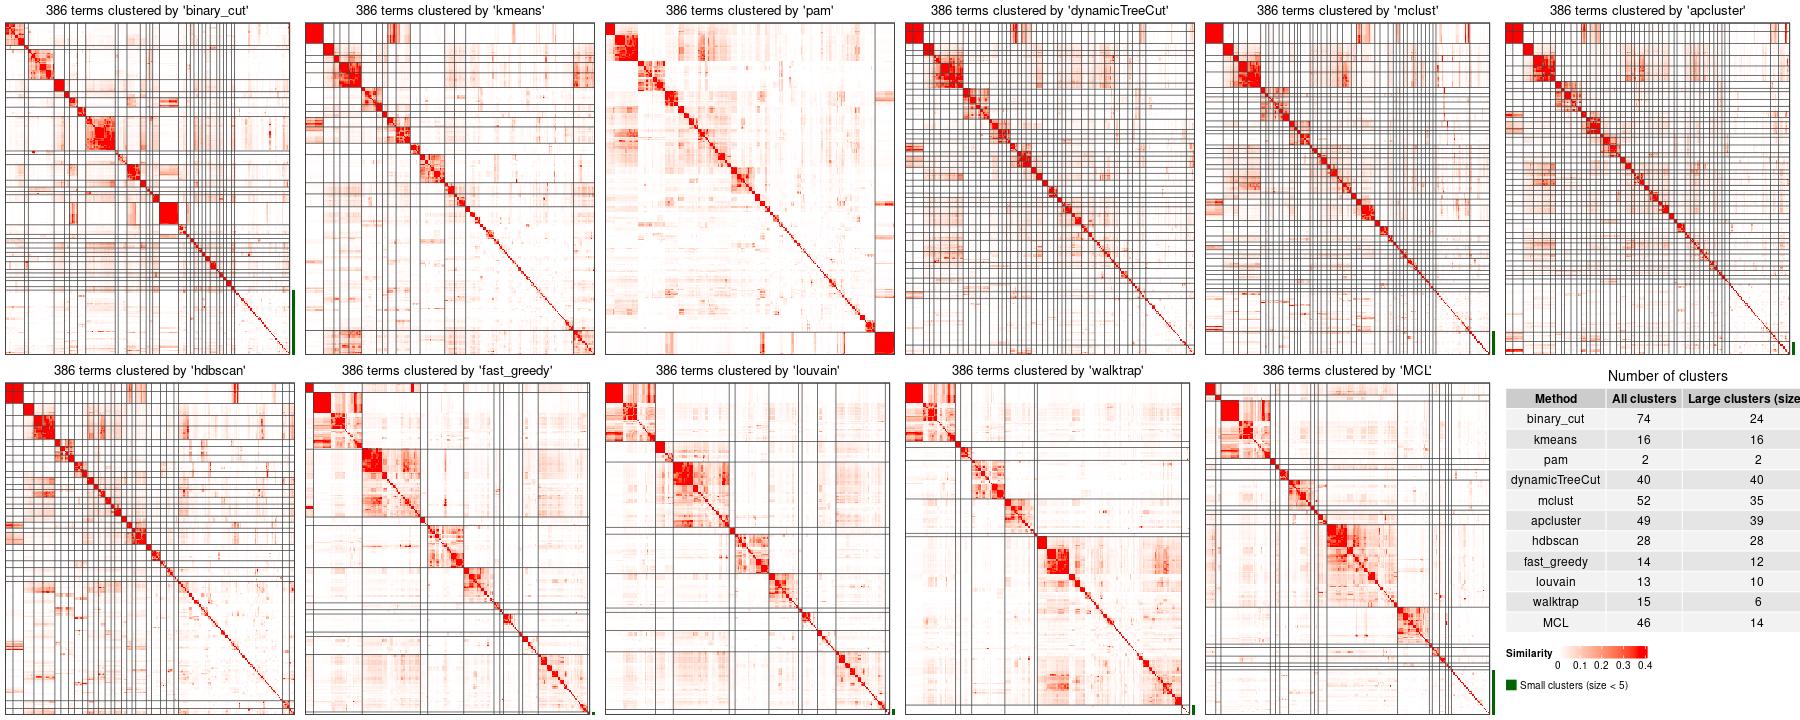 386 terms clustered by 'binary_cut'
386 terms clustered by 'kmeans'
386 terms clustered by 'pam'
386 terms clustered by 'dynamicTreeCut'
386 terms clustered by 'mclust'
386 terms clustered by 'apcluster'
386 terms clustered by 'hdbscan'
386 terms clustered by 'fast_greedy'
386 terms clustered by 'louvain'
386 terms clustered by 'walktrap'
386 terms clustered by 'MCL'
Number of clusters
Method All clusters Large clusters (size
binary_cut 74 24
kmeans 16 16
pam 2 2
dynamicTreeCut 40 40
mclust 52 35
apcluster 49 39
hdbscan 28 28
fast_greedy 14 12
louvain 13 10
walktrap 15 6
MCL 46 14
Similarity
0 0.1 0.2 0.3 0.4
Small clusters (size < 5)